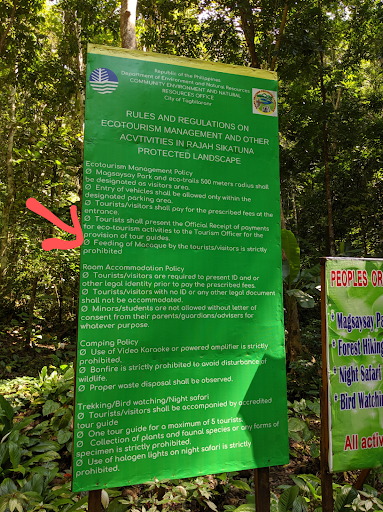 Republic of the Philippines
Department of Environment and Natural Resources
COMMUNITY ENVIRONMENT AND NATURAL
RESOURCES OFFICE
City of Tagbilaran
RULES AND REGULATIONS ON
ECOTOURISM MANAGEMENT AND OTHER
ACVTIVITIES IN RAJAH SIKATUNA
PROTECTED LANDSCAPE
Ecotourism Management Policy
Ø Magsaysay Park and eco-trails 500 meters radius shall
be designated as visitors area.
Ø Entry of vehicles shall be allowed only within the
designated parking area.
Ø Tourists/visitors shall pay for the prescribed fees at the
entrance.
Ø Tourists shall present the Official Receipt of payments
for eco-tourism activities to the Tourism Officer for the
provision of tour guides.
Ø Feeding of Macaque by the tourists/visitors is strictly
prohibited
Room Accommodation Policy
Ø Tourists/visitors are required to present ID and or
other legal identity prior to pay the prescribed fees.
Ø Tourists/visitors with no ID or any other legal document
shall not be accommodated.
Ø Minors/students are not allowed without letter of
consent from their parents/guardians/advisers for
whatever purpose.
Camping Policy
Ø Use of Video Karaoke or powered amplifier is strictly
prohibited.
Ø Bonfire is strictly prohibited to avoid disturbance of
wildlife.
Ø Proper waste disposal shall be observed.
Trekking/Bird watching/Night safari
Ø Tourists/visitors shall be accompanied by accredited
tour guide
Ø One tour guide for a maximum of 5 tourists.
Ø Collection of plants and faunal species or any forms of
specimen is strictly prohibited.
Ø Use of halogen lights on night safari is strictly
prohibited.
PEOPLES OR
* Magsaysay Pa
* Forest Hiking
* Night Safari
* Bird Watching
All activ